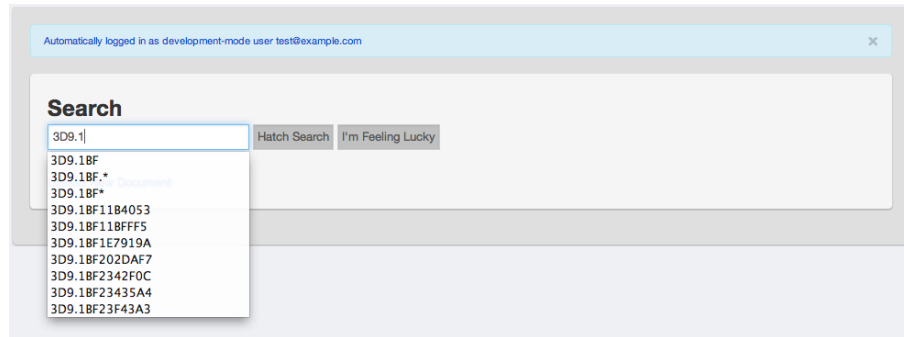 Automatically logged in as development-mode user test@example.com ×
Search
3D9.1 Hatch Search I'm Feeling Lucky
3D9.1BF
3D9.1BF.*
Document
3D9.1BF*
3D9.1BF11B4053
3D9.1BF11BFFF5
3D9.1BF1E7919A
3D9.1BF202DAF7
3D9.1BF2342F0C
3D9.1BF23435A4
3D9.1BF23F43A3